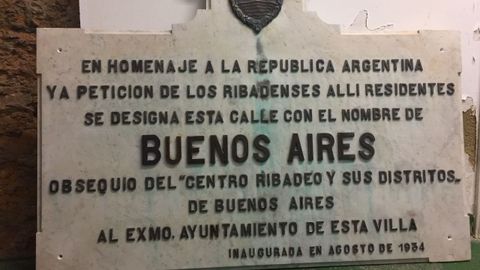 EN HOMENAJE A LA REPUBLICA ARGENTINA
Y A PETICION DE LOS RIBADENSES ALLI RESIDENTES
SE DESIGNA ESTA CALLE CON EL NOMBRE DE
BUENOS AIRES
OBSEQUIO DEL "CENTRO RIBADEO Y SUS DISTRITOS"
DE BUENOS AIRES
AL EXMO. AYUNTAMIENTO DE ESTA VILLA
INAUGURADA EN AGOSTO DE 1934